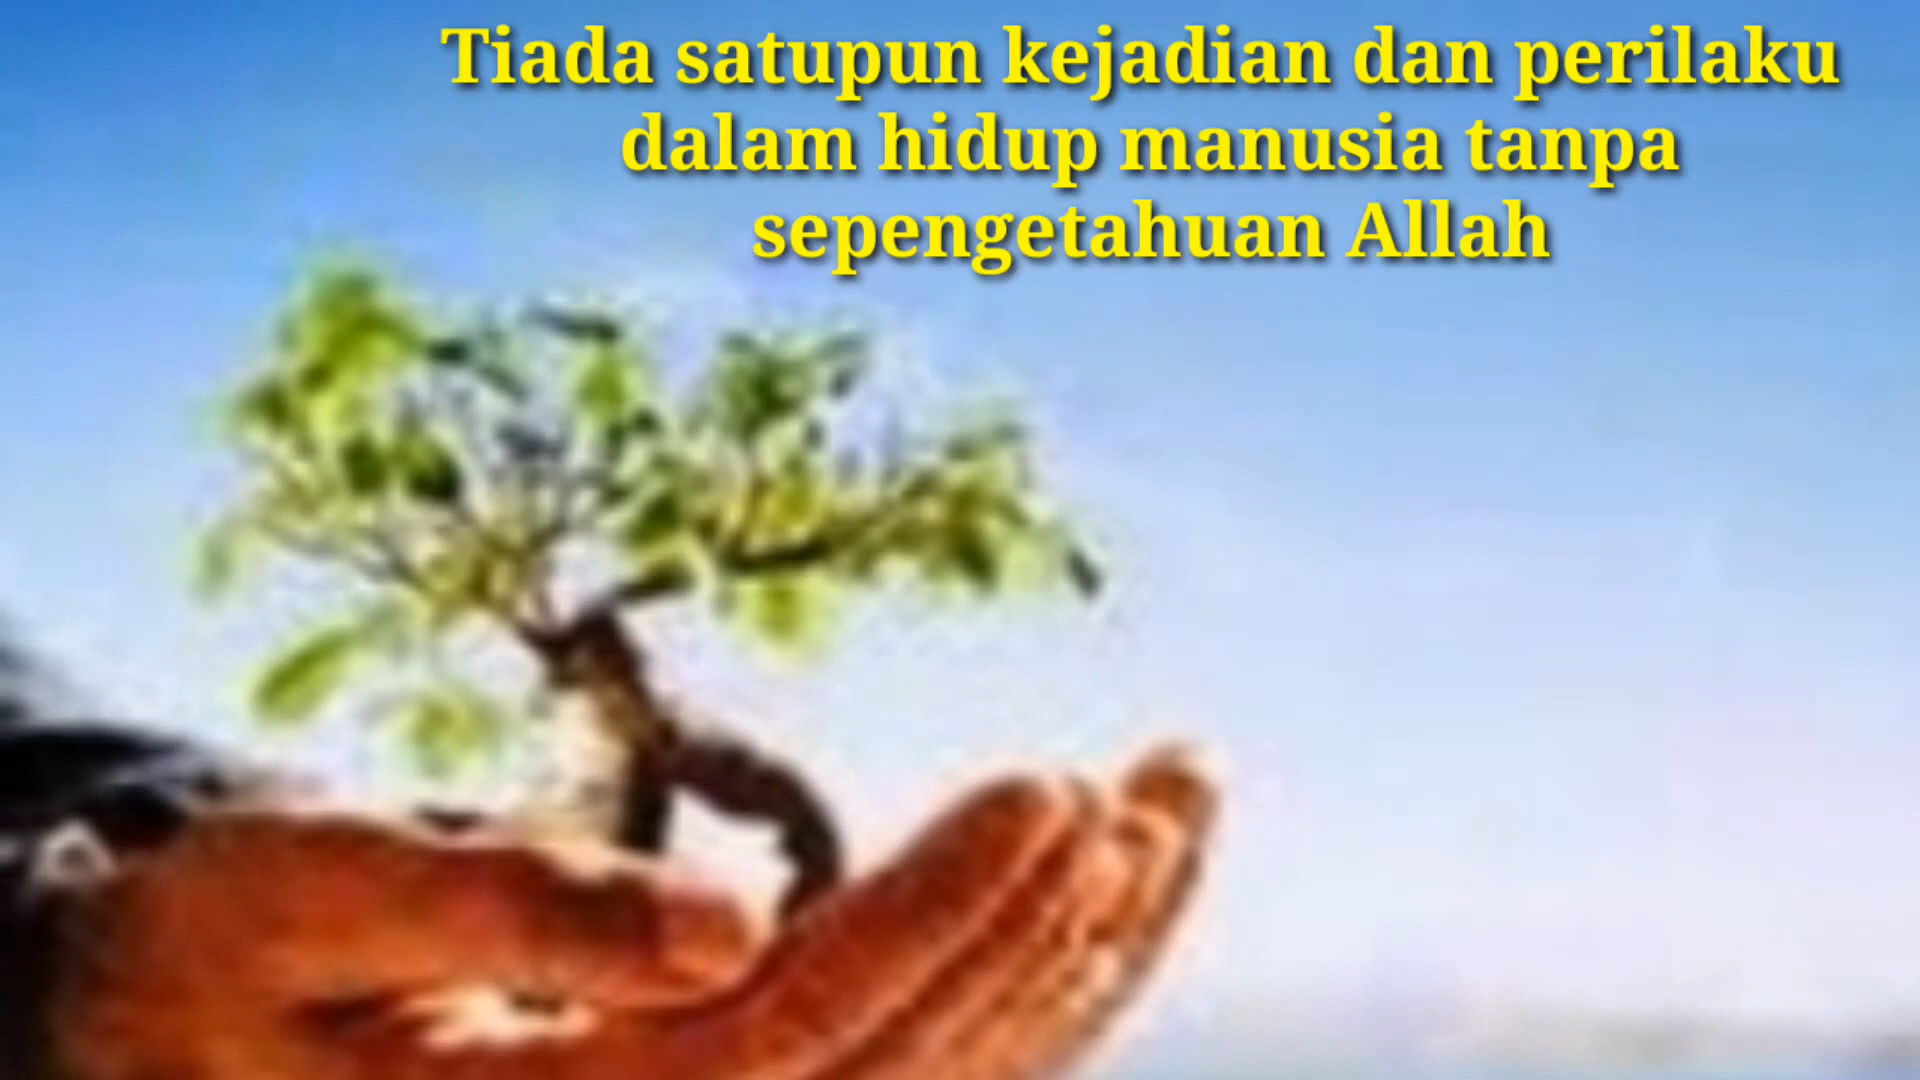 Tiada satupun kejadian dan perilaku
dalam hidup manusia tanpa
sepengetahuan Allah